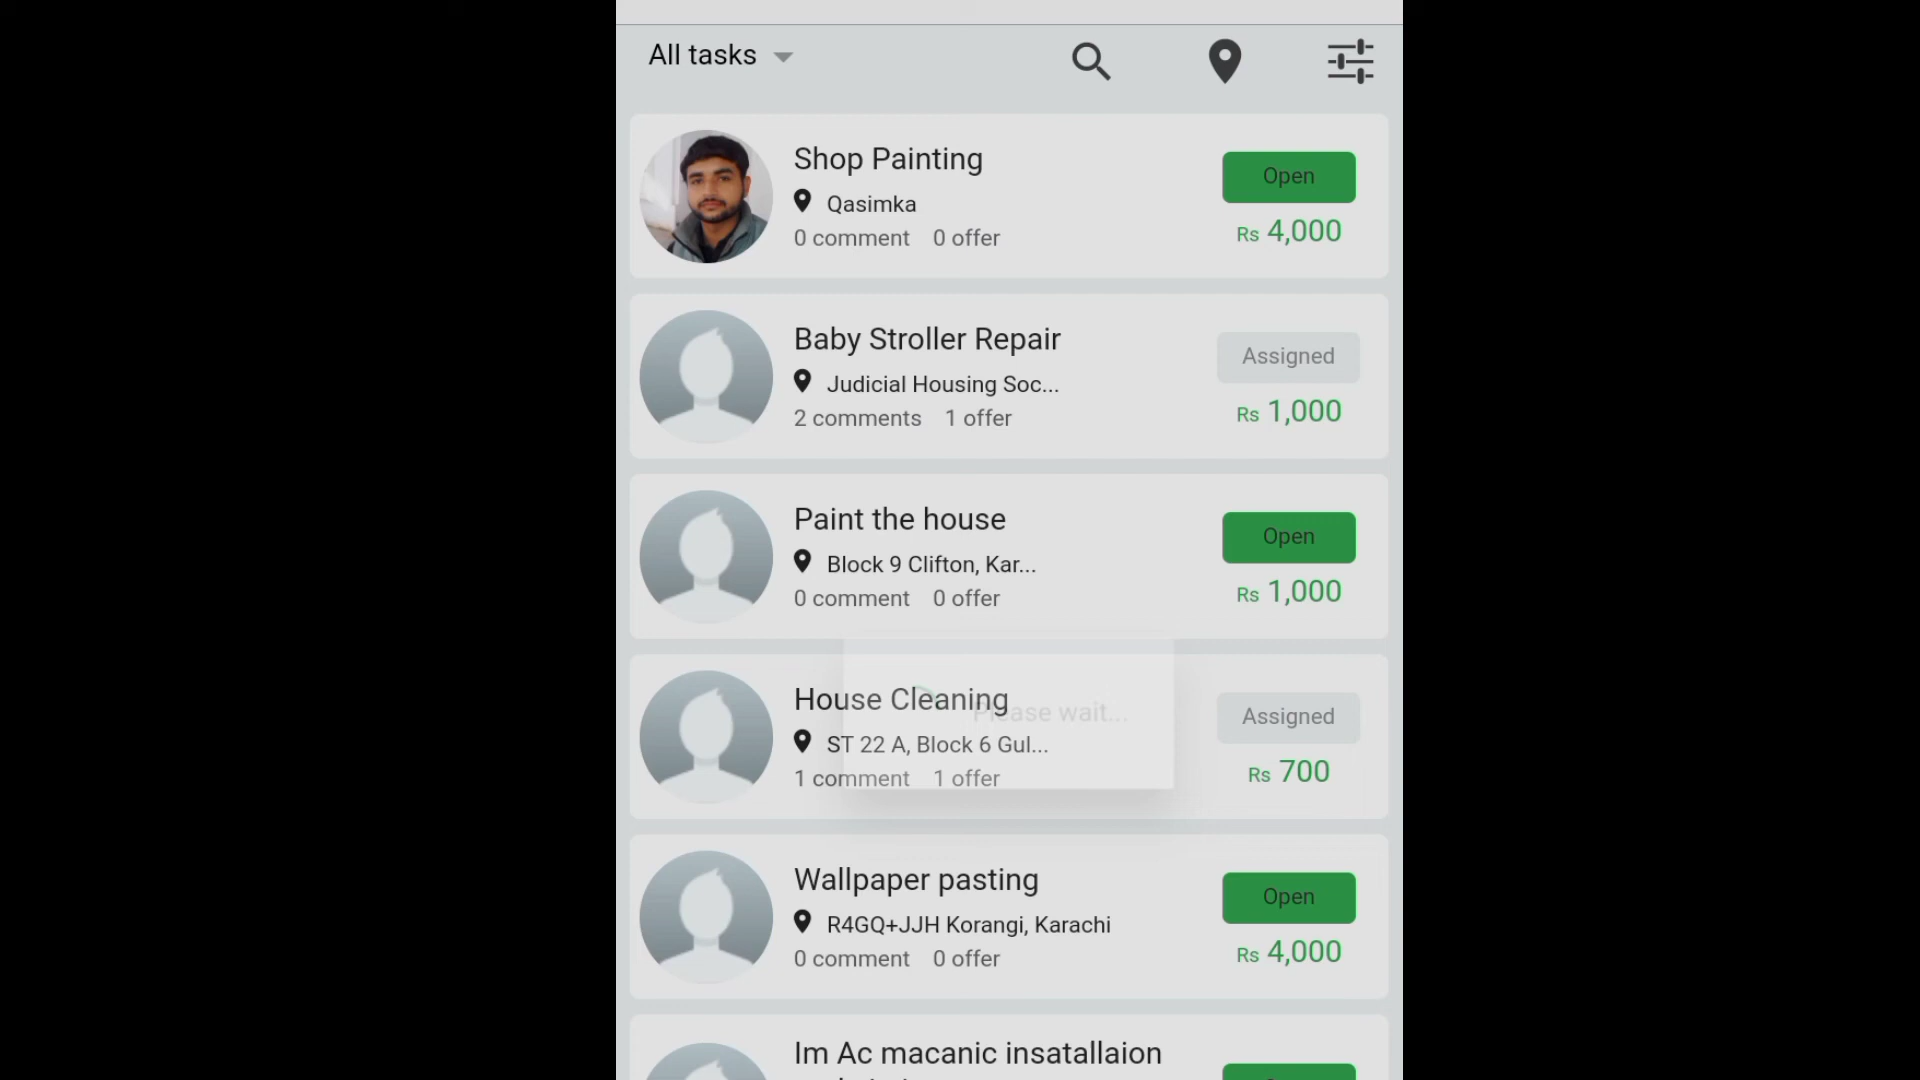 All tasks
Shop Painting
Open
Qasimka
Rs 4,000
0 comment 0 offer
Baby Stroller Repair
Assigned
Judicial Housing Soc...
Rs 1,000
2 comments 1 offer
Paint the house
Open
Block 9 Clifton, Kar...
Rs 1,000
0 comment 0 offer
House Cleaning
Please wait...
Assigned
ST 22 A, Block 6 Gul...
Rs 700
1 comment 1 offer
Wallpaper pasting
Open
R4GQ+JJH Korangi, Karachi
Rs 4,000
0 comment 0 offer
Im Ac macanic insatallaion